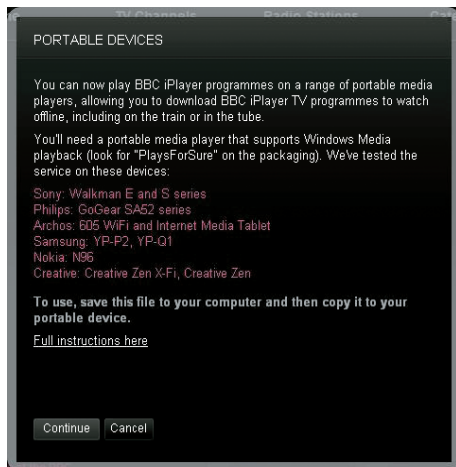 TV Channels Radio Stations
PORTABLE DEVICES
You can now play BBC iPlayer programmes on a range of portable media
players, allowing you to download BBC iPlayer TV programmes to watch
offline, including on the train or in the tube.
You'll need a portable media player that supports Windows Media
playback (look for "PlaysForSure" on the packaging). We've tested the
service on these devices:
Sony: Walkman E and S series
Philips: GoGear SA52 series
Archos: 605 WiFi and Internet Media Tablet
Samsung: YP-P2, YP-Q1
Nokia: N96
Creative: Creative Zen X-Fi, Creative Zen
To use, save this file to your computer and then copy it to your
portable device.
Full instructions here
Continue Cancel